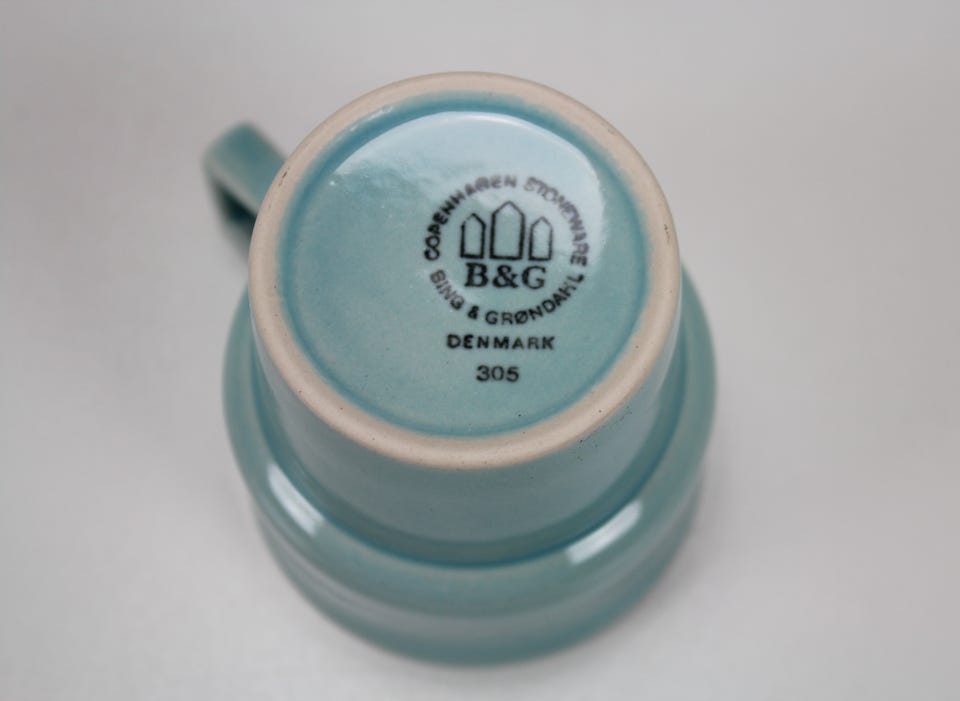 COPENHAGEN STONEWARE
B&G
BING & GRØNDAHL
DENMARK
305